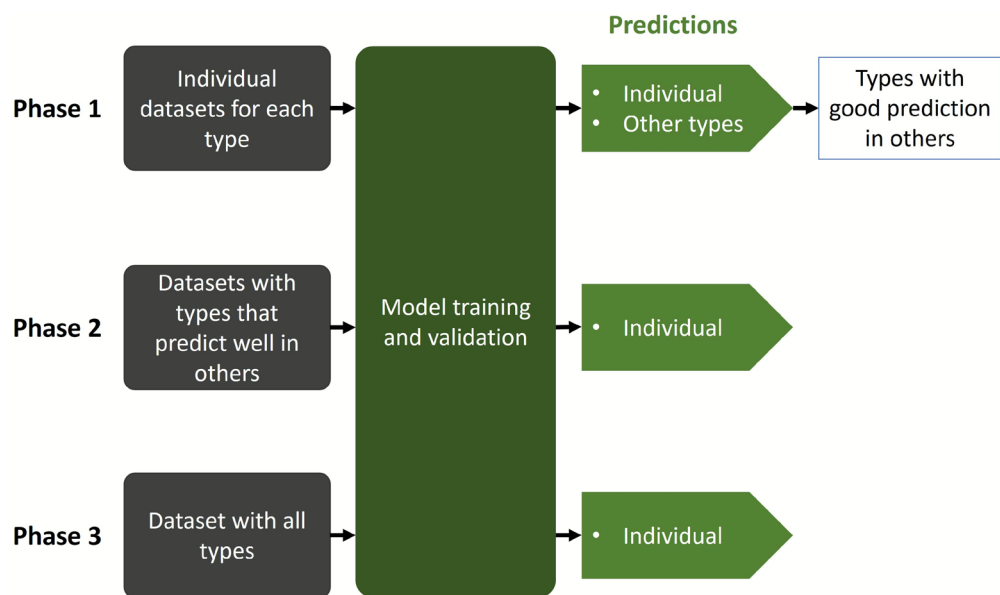 Predictions
Phase 1
Individual
datasets for each
type
• Individual
• Other types
Types with
good prediction
in others
Phase 2
Datasets with
types that
predict well in
others
Model training
and validation
• Individual
Phase 3
Dataset with all
types
• Individual